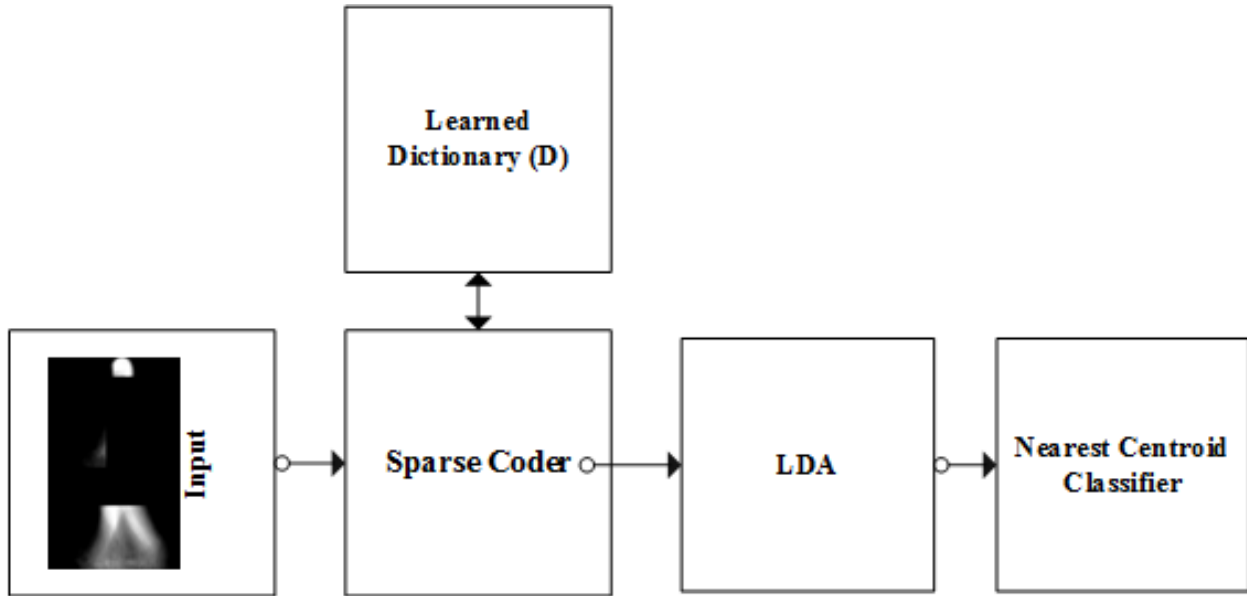 Learned
Dictionary (D)
Input
Sparse Coder
LDA
Nearest Centroid
Classifier